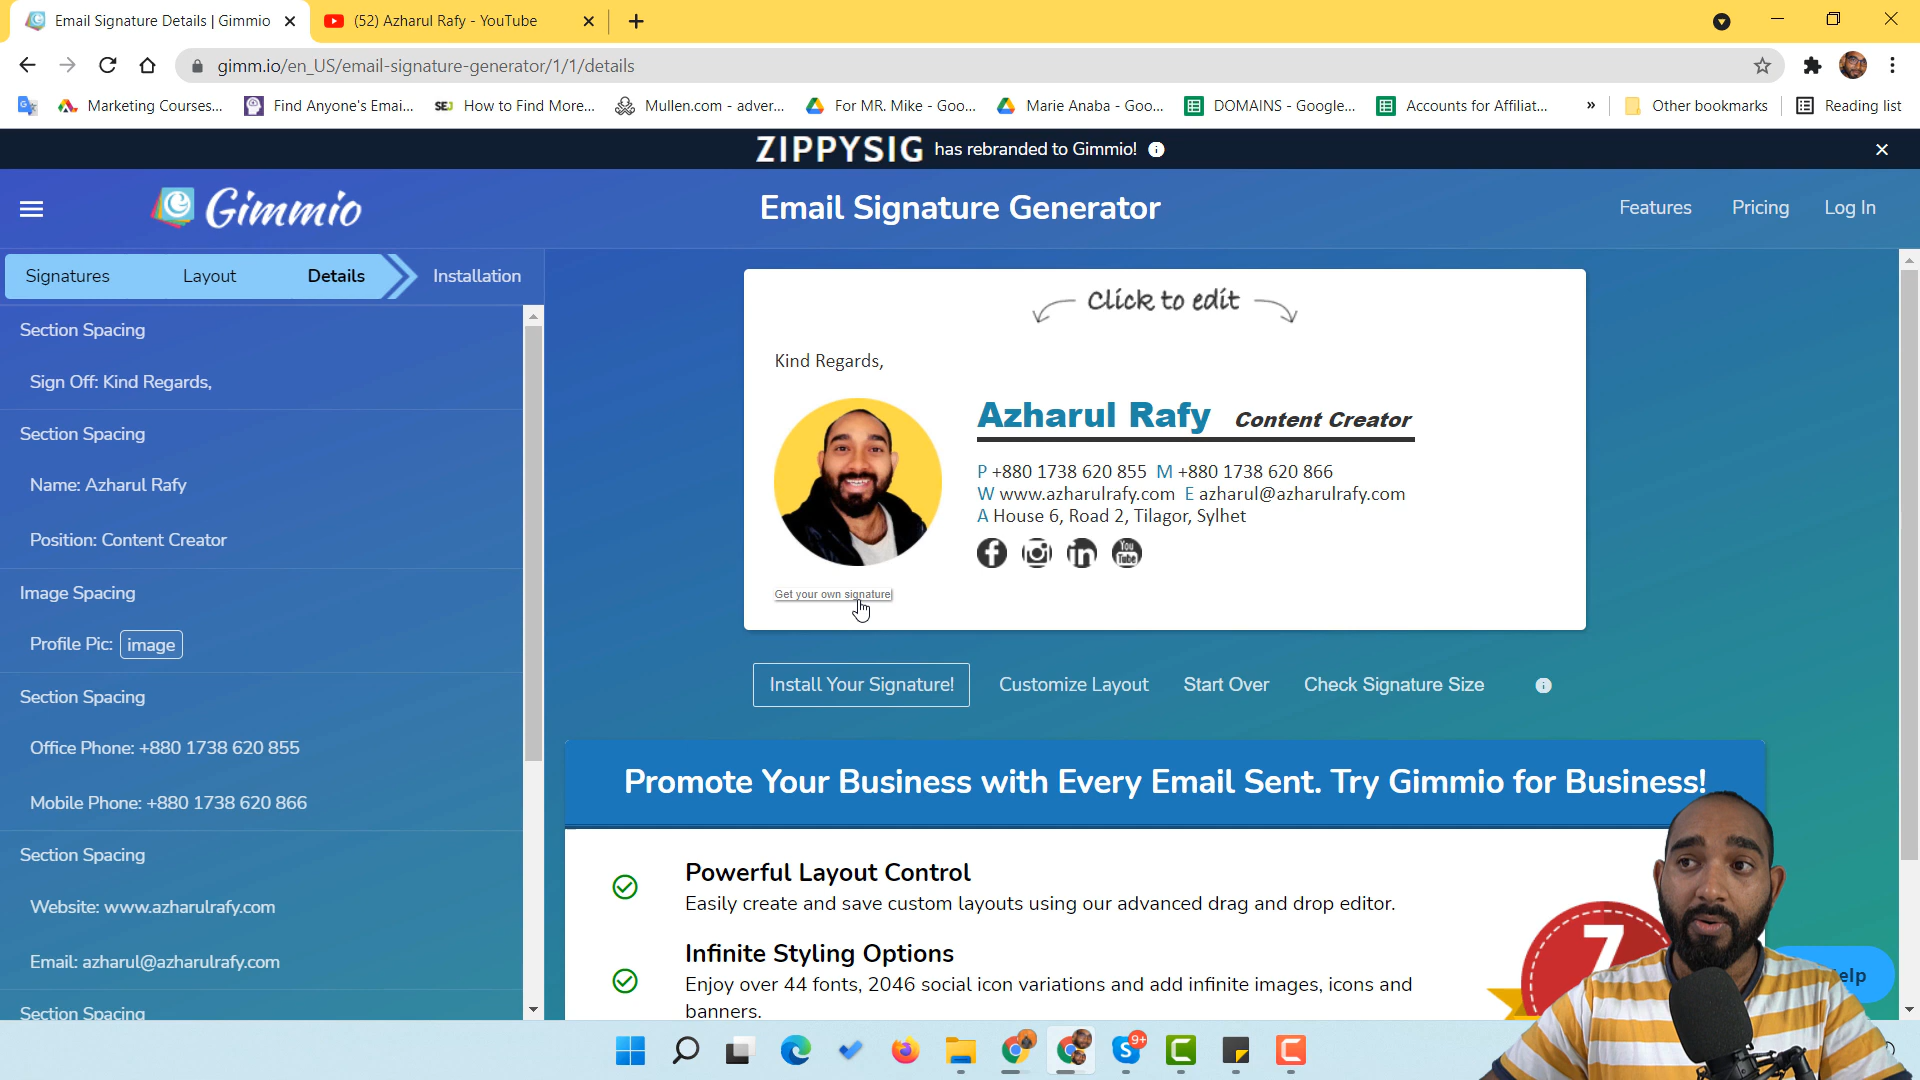 Email Signature Details | Gimmio
(52) Azharul Rafy - YouTube
gimm.io/en_US/email-signature-generator/1/1/details
Marketing Courses...
Find Anyone's Emai...
SEJ
How to Find More...
Mullen.com - adver...
For MR. Mike - Goo...
Marie Anaba - Goo...
DOMAINS - Google...
Accounts for Affiliat...
»
Other bookmarks
Reading list
ZIPPYSIG has rebranded to Gimmio!
Gimmio
Email Signature Generator
Features
Pricing
Log In
Signatures
Layout
Details
Installation
Section Spacing
Sign Off: Kind Regards,
Section Spacing
Name: Azharul Rafy
Position: Content Creator
Image Spacing
Profile Pic: image
Section Spacing
Office Phone: +880 1738 620 855
Mobile Phone: +880 1738 620 866
Section Spacing
Website: www.azharulrafy.com
Email: azharul@azharulrafy.com
Section Spacing
Click to edit
Kind Regards,
Azharul Rafy Content Creator
P +880 1738 620 855 M +880 1738 620 866
W www.azharulrafy.com E azharul@azharulrafy.com
A House 6, Road 2, Tilagor, Sylhet
You
Tube
Get your own signature
Install Your Signature!
Customize Layout
Start Over
Check Signature Size
Promote Your Business with Every Email Sent. Try Gimmio for Business!
Powerful Layout Control
Easily create and save custom layouts using our advanced drag and drop editor.
Infinite Styling Options
Enjoy over 44 fonts, 2046 social icon variations and add infinite images, icons and
banners.
7
elp
9+